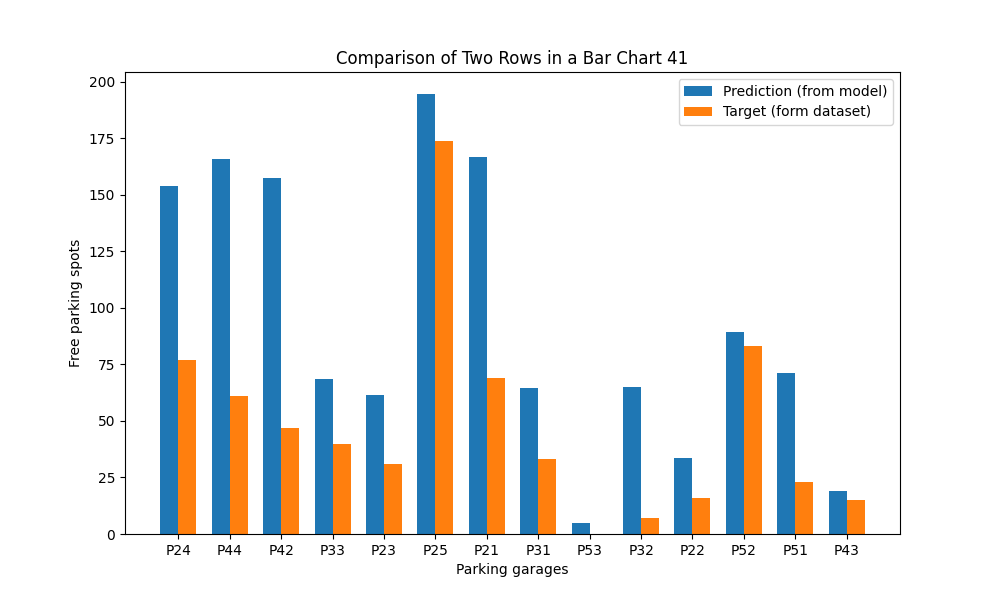 Comparison of Two Rows in a Bar Chart 41
Prediction (from model)
Target (form dataset)
Free parking spots
200
175
150
125
100
75
50
25
0
P24 P44 P42 P33 P23 P25 P21 P31 P53 P32 P22 P52 P51 P43
Parking garages